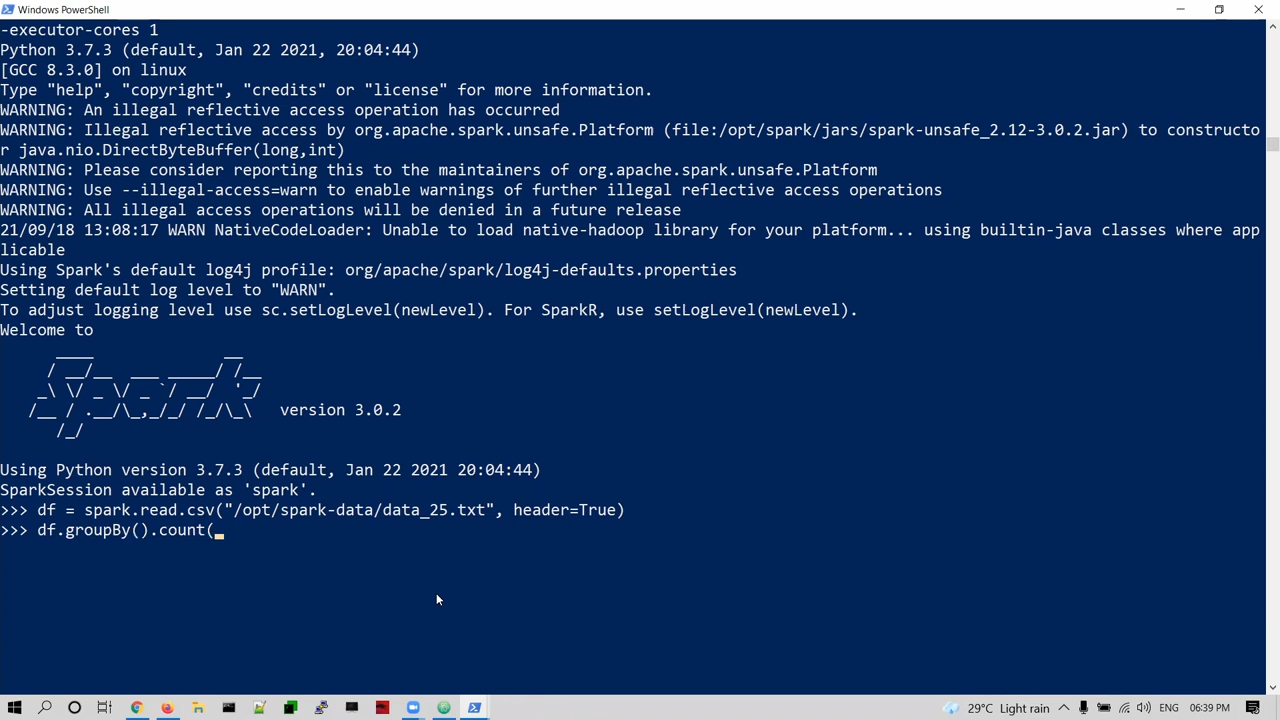 Windows PowerShell
-executor-cores 1
Python 3.7.3 (default, Jan 22 2021, 20:04:44)
[GCC 8.3.0] on linux
Type "help", "copyright", "credits" or "license" for more information.
WARNING: An illegal reflective access operation has occurred
WARNING: Illegal reflective access by org.apache.spark.unsafe.Platform (file:/opt/spark/jars/spark-unsafe_2.12-3.0.2.jar) to constructo
r java.nio.DirectByteBuffer(long,int)
WARNING: Please consider reporting this to the maintainers of org.apache.spark.unsafe.Platform
WARNING: Use --illegal-access=warn to enable warnings of further illegal reflective access operations
WARNING: All illegal access operations will be denied in a future release
21/09/18 13:08:17 WARN NativeCodeLoader: Unable to load native-hadoop library for your platform... using builtin-java classes where app
licable
Using Spark's default log4j profile: org/apache/spark/log4j-defaults.properties
Setting default log level to "WARN".
To adjust logging level use sc.setLogLevel(newLevel). For SparkR, use setLogLevel(newLevel).
Welcome to
      ____              __
     / __/__  ___ _____/ /__
    _\ \/ _ \/ _ `/ __/  '_/
   /__ / .__/\_,_/_/ /_/\_\   version 3.0.2
      /_/
Using Python version 3.7.3 (default, Jan 22 2021 20:04:44)
SparkSession available as 'spark'.
>>> df = spark.read.csv("/opt/spark-data/data_25.txt", header=True)
>>> df.groupBy().count(
29°C Light rain
ENG
06:39 PM